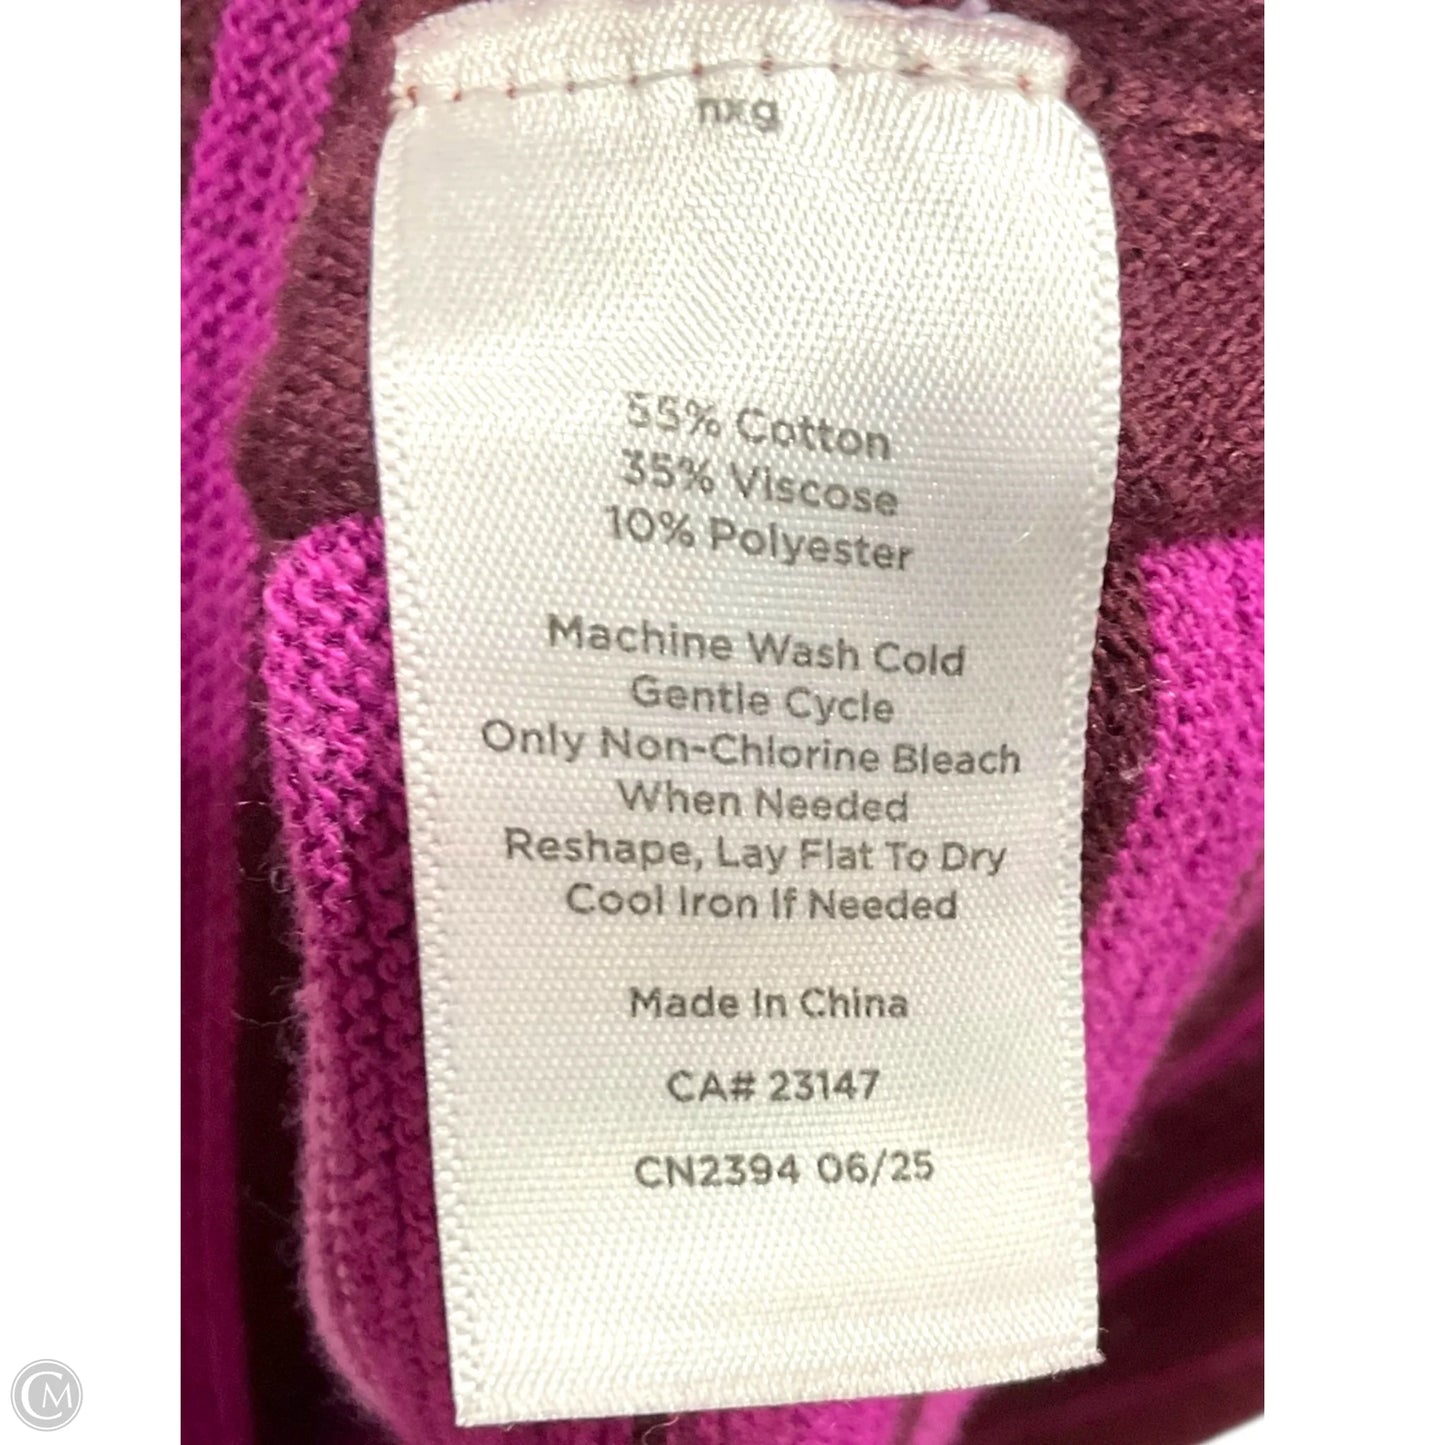 nxg
55% Cotton
35% Viscose
10% Polyester
Machine Wash Cold
Gentle Cycle
Only Non-Chlorine Bleach
When Needed
Reshape, Lay Flat To Dry
Cool Iron If Needed
Made In China
CA# 23147
CN2394 06/25
CM